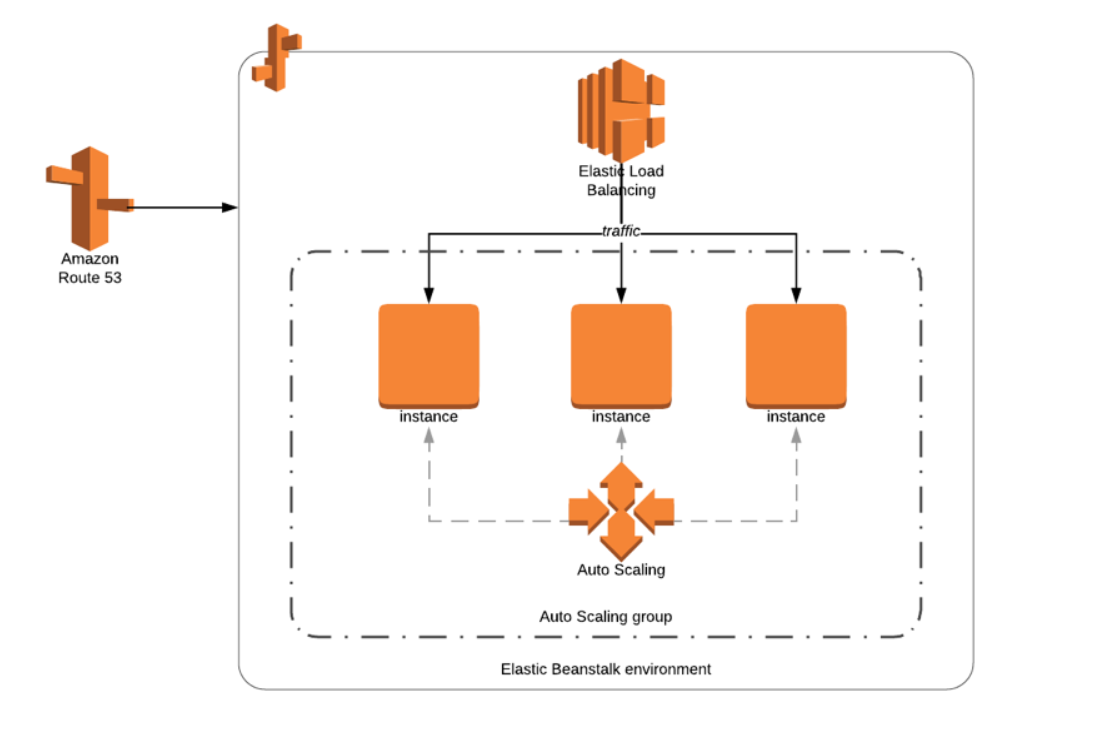 Elastic Load
Balancing
traffic
Amazon
Route 53
instance
instance
instance
Auto Scaling
Auto Scaling group
Elastic Beanstalk environment